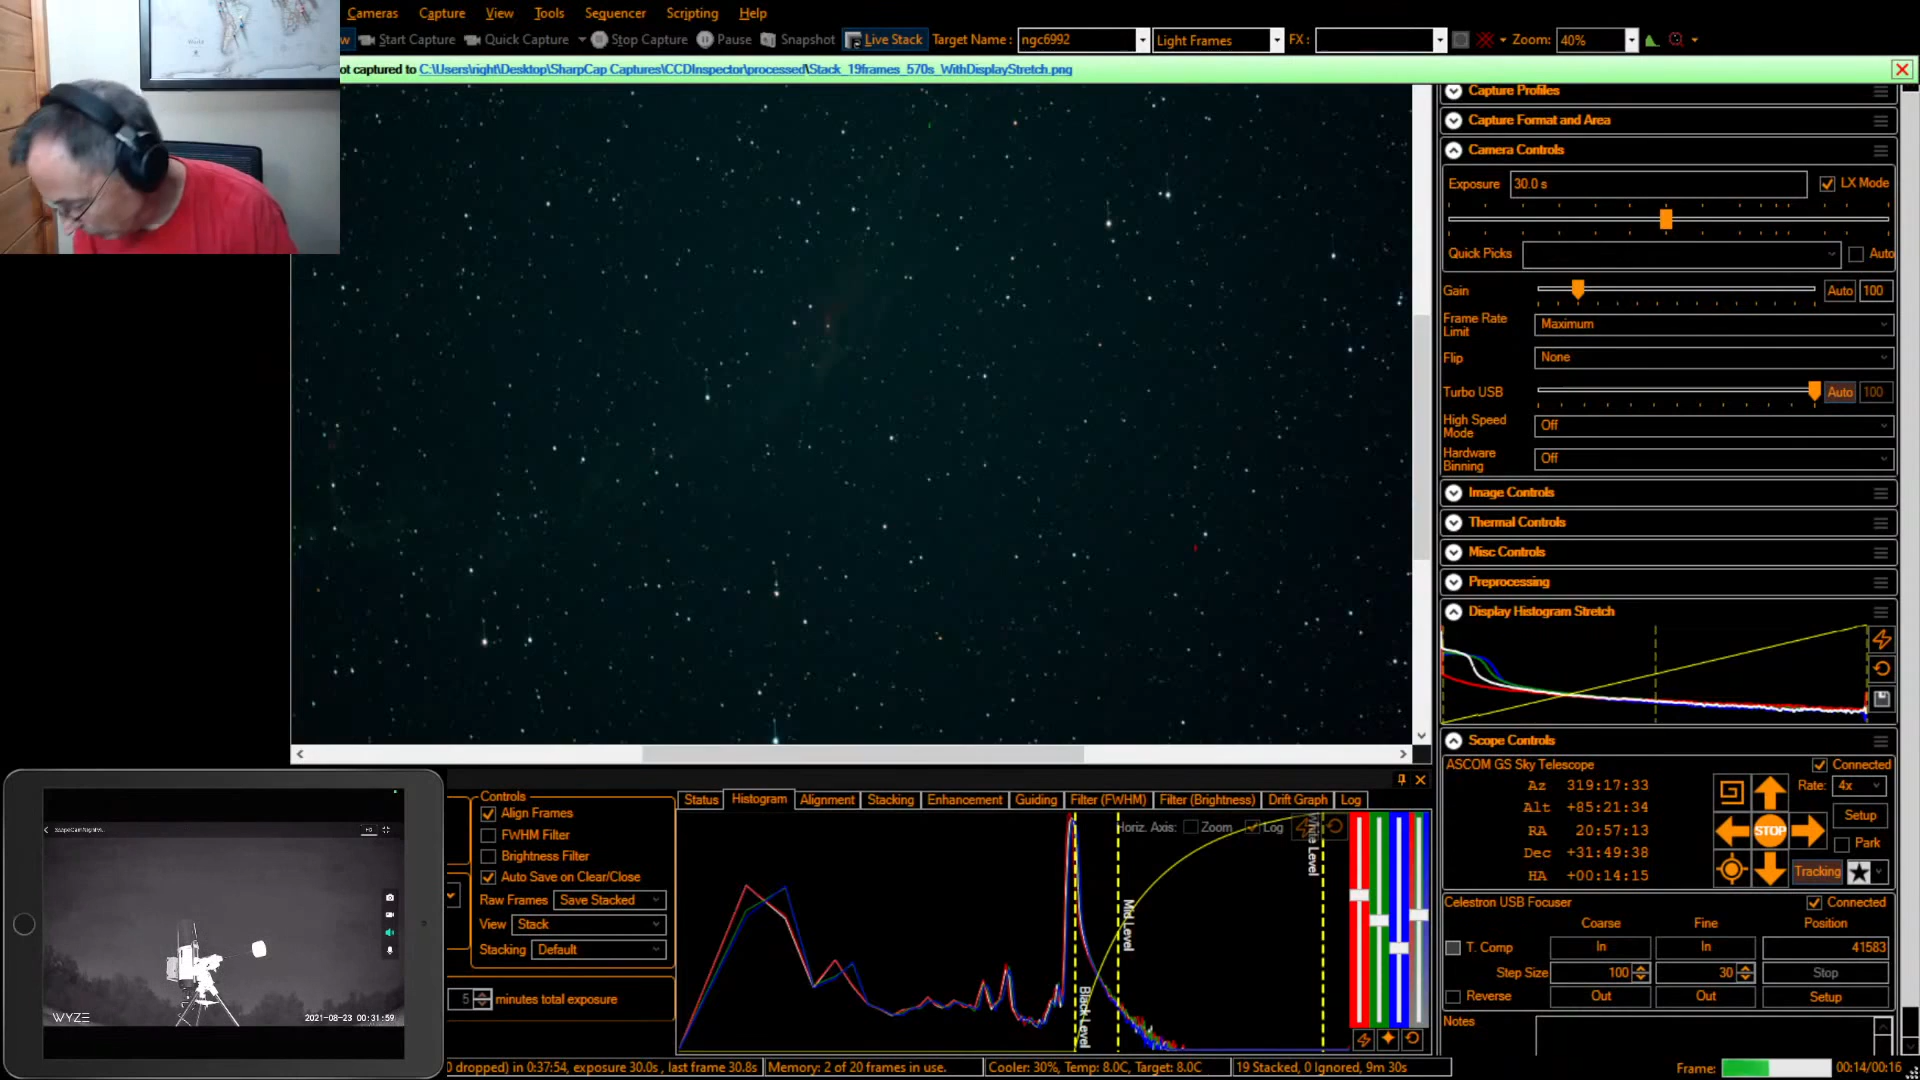 Cameras Capture View Tools Sequencer Scripting Help
w Start Capture Quick Capture Stop Capture Pause Snapshot Live Stack Target Name : ngc6992 Light Frames FX : Zoom: 40%
ot captured to C:\Users\right\Desktop\SharpCap Captures\CCDInspector\processed\Stack_19frames_570s_WithDisplayStretch.png
Capture Profiles
Capture Format and Area
Camera Controls
Exposure 30.0 s LX Mode
Quick Picks Auto
Gain Auto 100
Frame Rate Limit Maximum
Flip None
Turbo USB Auto 100
High Speed Mode Off
Hardware Binning Off
Image Controls
Thermal Controls
Misc Controls
Preprocessing
Display Histogram Stretch
Scope Controls
ASCOM GS Sky Telescope Connected
Az 319:17:33 Rate: 4x
Alt +85:21:34
RA 20:57:13 STOP Setup
Dec +31:49:38 Park
HA +00:14:15 Tracking
Celestron USB Focuser Connected
Coarse Fine Position
T. Comp In In 41583
Step Size 100 30 Stop
Reverse Out Out Setup
Notes
Controls
Align Frames
FWHM Filter
Brightness Filter
Auto Save on Clear/Close
Raw Frames Save Stacked
View Stack
Stacking Default
5 minutes total exposure
Status Histogram Alignment Stacking Enhancement Guiding Filter (FWHM) Filter (Brightness) Drift Graph Log
Horiz. Axis: Zoom Log
Black Level
Mid Level
White Level
WYZE 2021-08-23 00:31:59
0 dropped) in 0:37:54, exposure 30.0s , last frame 30.8s Memory: 2 of 20 frames in use. Cooler: 30%, Temp: 8.0C, Target: 8.0C 19 Stacked, 0 Ignored, 9m 30s Frame: 00:14/00:16